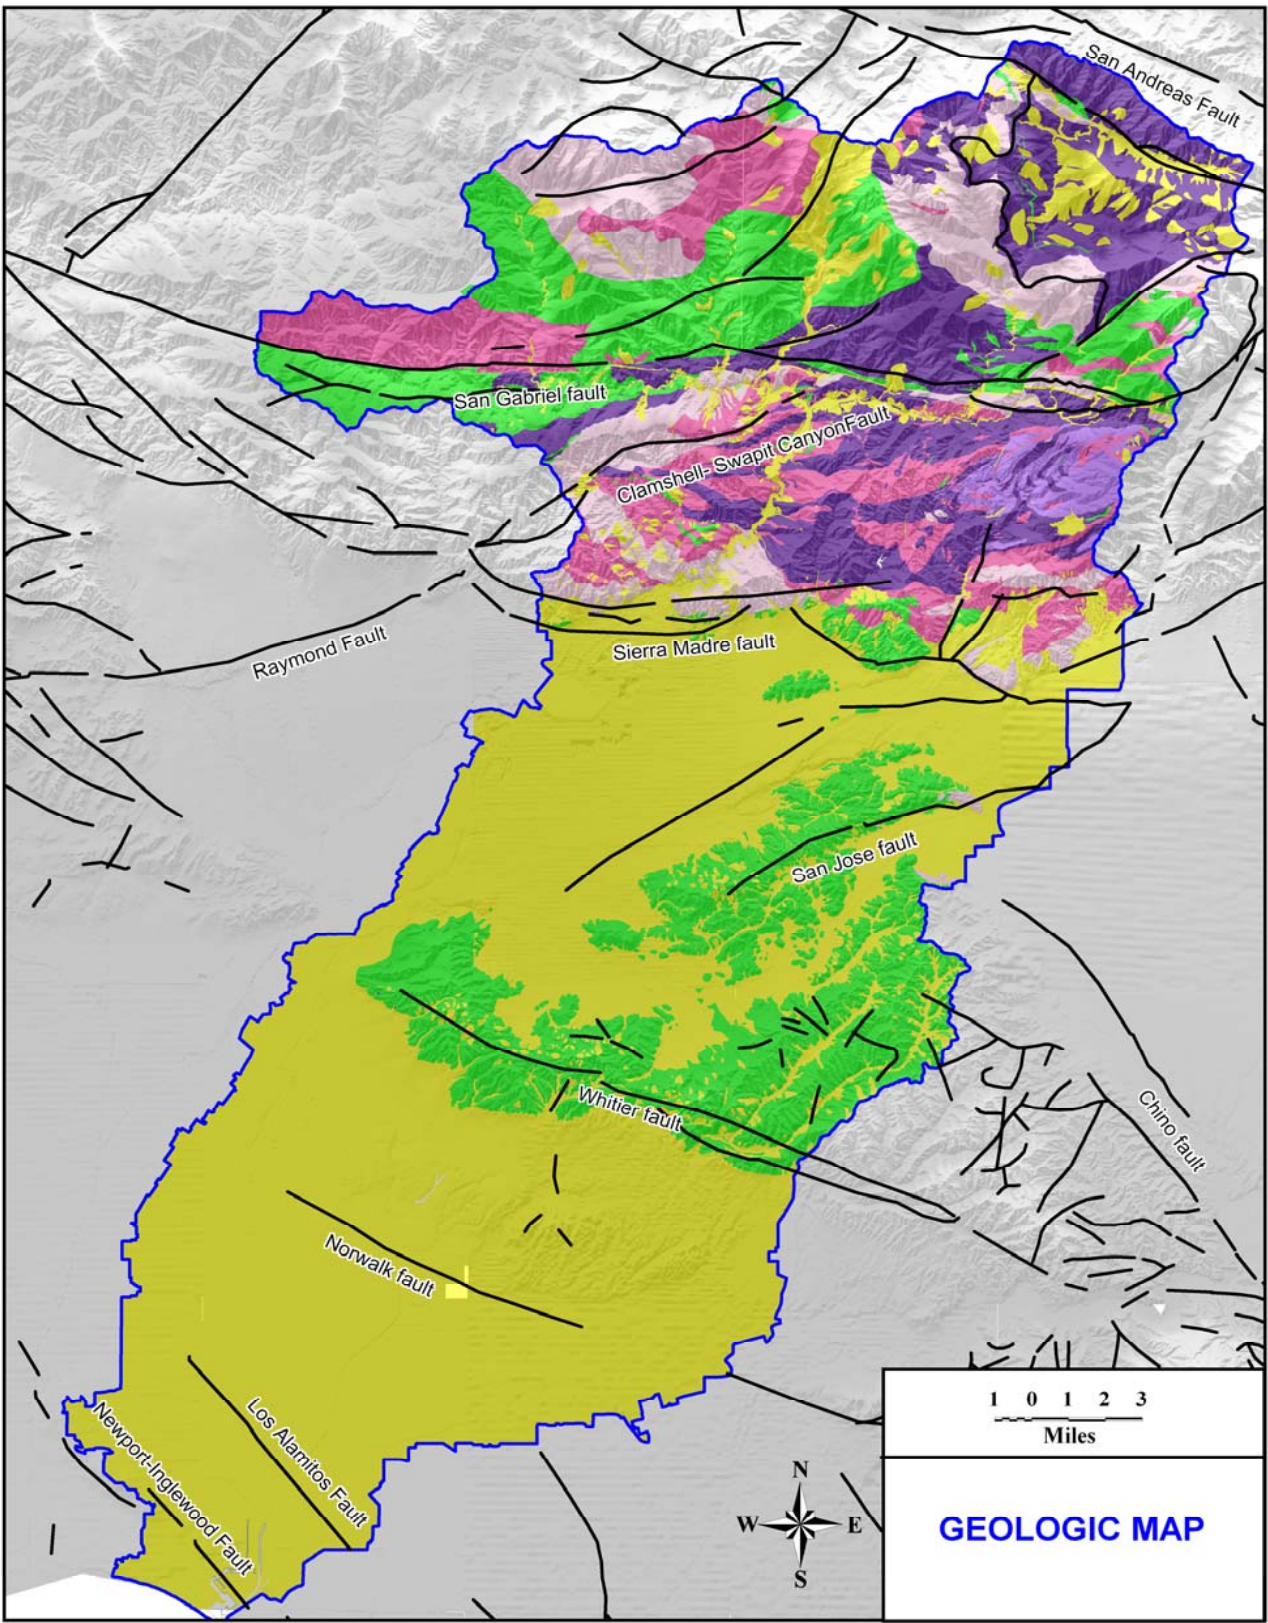 San Andreas Fault
San Gabriel fault
Clamshell- Swapit CanyonFault
Raymond Fault
Sierra Madre fault
San Jose fault
Whitier fault
Chino fault
Norwalk fault
Los Alamitos Fault
Newport-Inglewood Fault
1 0 1 2 3
Miles
N
W E
S
GEOLOGIC MAP